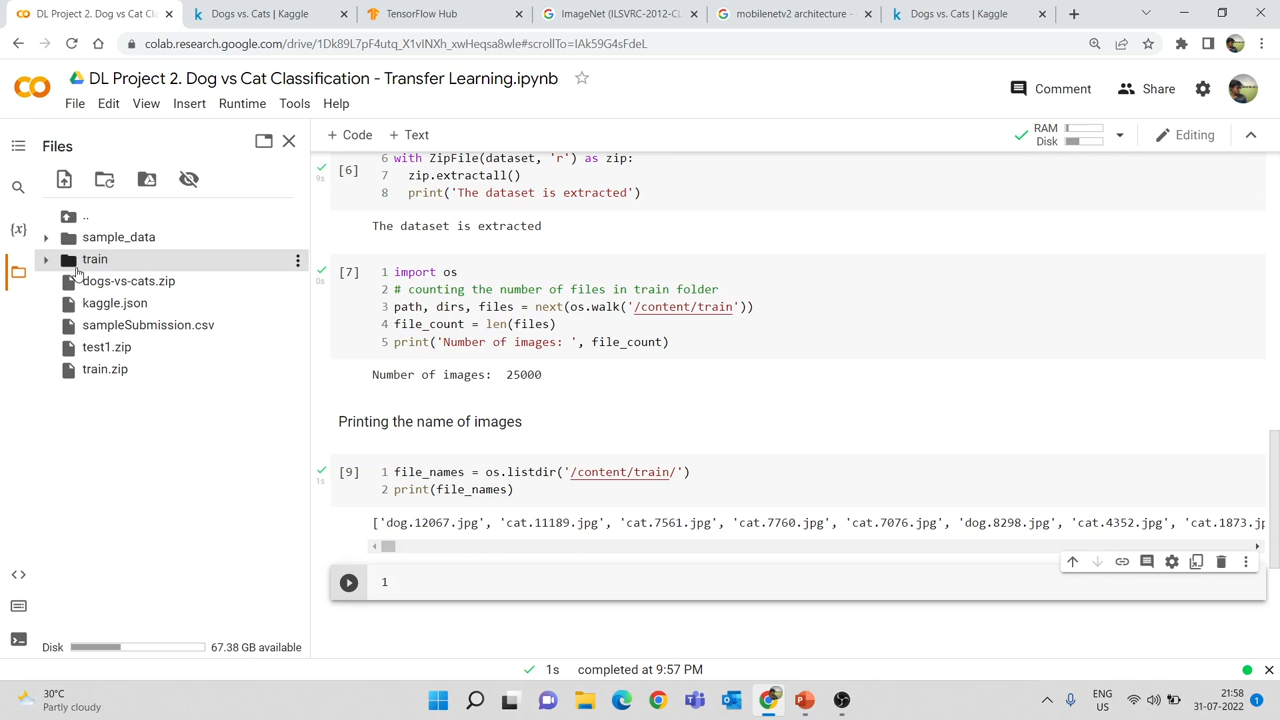 DL Project 2. Dog vs Cat Cl
Dogs vs. Cats | Kaggle
TensorFlow Hub
ImageNet (ILSVRC-2012-CL
mobilenetv2 architecture -
Dogs vs. Cats | Kaggle
colab.research.google.com/drive/1Dk89L7pF4utq_X1vINXh_xwHeqsa8wle#scrollTo=IAk59G4sFdeL
DL Project 2. Dog vs Cat Classification - Transfer Learning.ipynb
File Edit View Insert Runtime Tools Help
Comment Share
Files
+ Code + Text
RAM
Disk
Editing
..
sample_data
train
dogs-vs-cats.zip
kaggle.json
sampleSubmission.csv
test1.zip
train.zip
Disk 67.38 GB available
[6]
9s
6 with ZipFile(dataset, 'r') as zip:
7 zip.extractall()
8 print('The dataset is extracted')
The dataset is extracted
[7]
0s
1 import os
2 # counting the number of files in train folder
3 path, dirs, files = next(os.walk('/content/train'))
4 file_count = len(files)
5 print('Number of images: ', file_count)
Number of images: 25000
Printing the name of images
[9]
1s
1 file_names = os.listdir('/content/train/')
2 print(file_names)
['dog.12067.jpg', 'cat.11189.jpg', 'cat.7561.jpg', 'cat.7760.jpg', 'cat.7076.jpg', 'dog.8298.jpg', 'cat.4352.jpg', 'cat.1873.jp
1
1s completed at 9:57 PM
30°C
Partly cloudy
ENG
US
21:58
31-07-2022
1